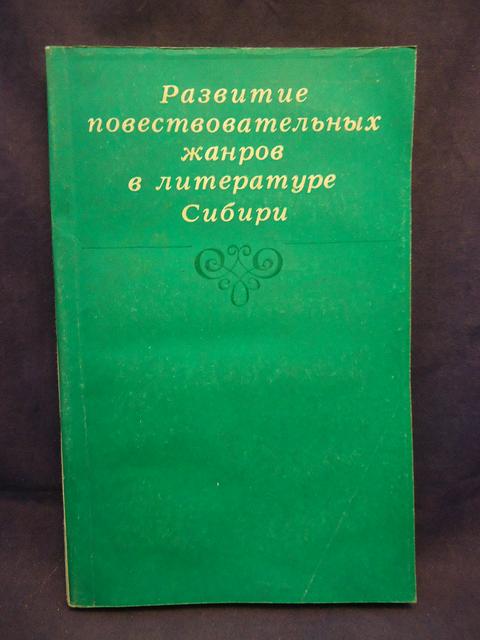 Развитие
повествовательных
жанров
в литературе
Сибири